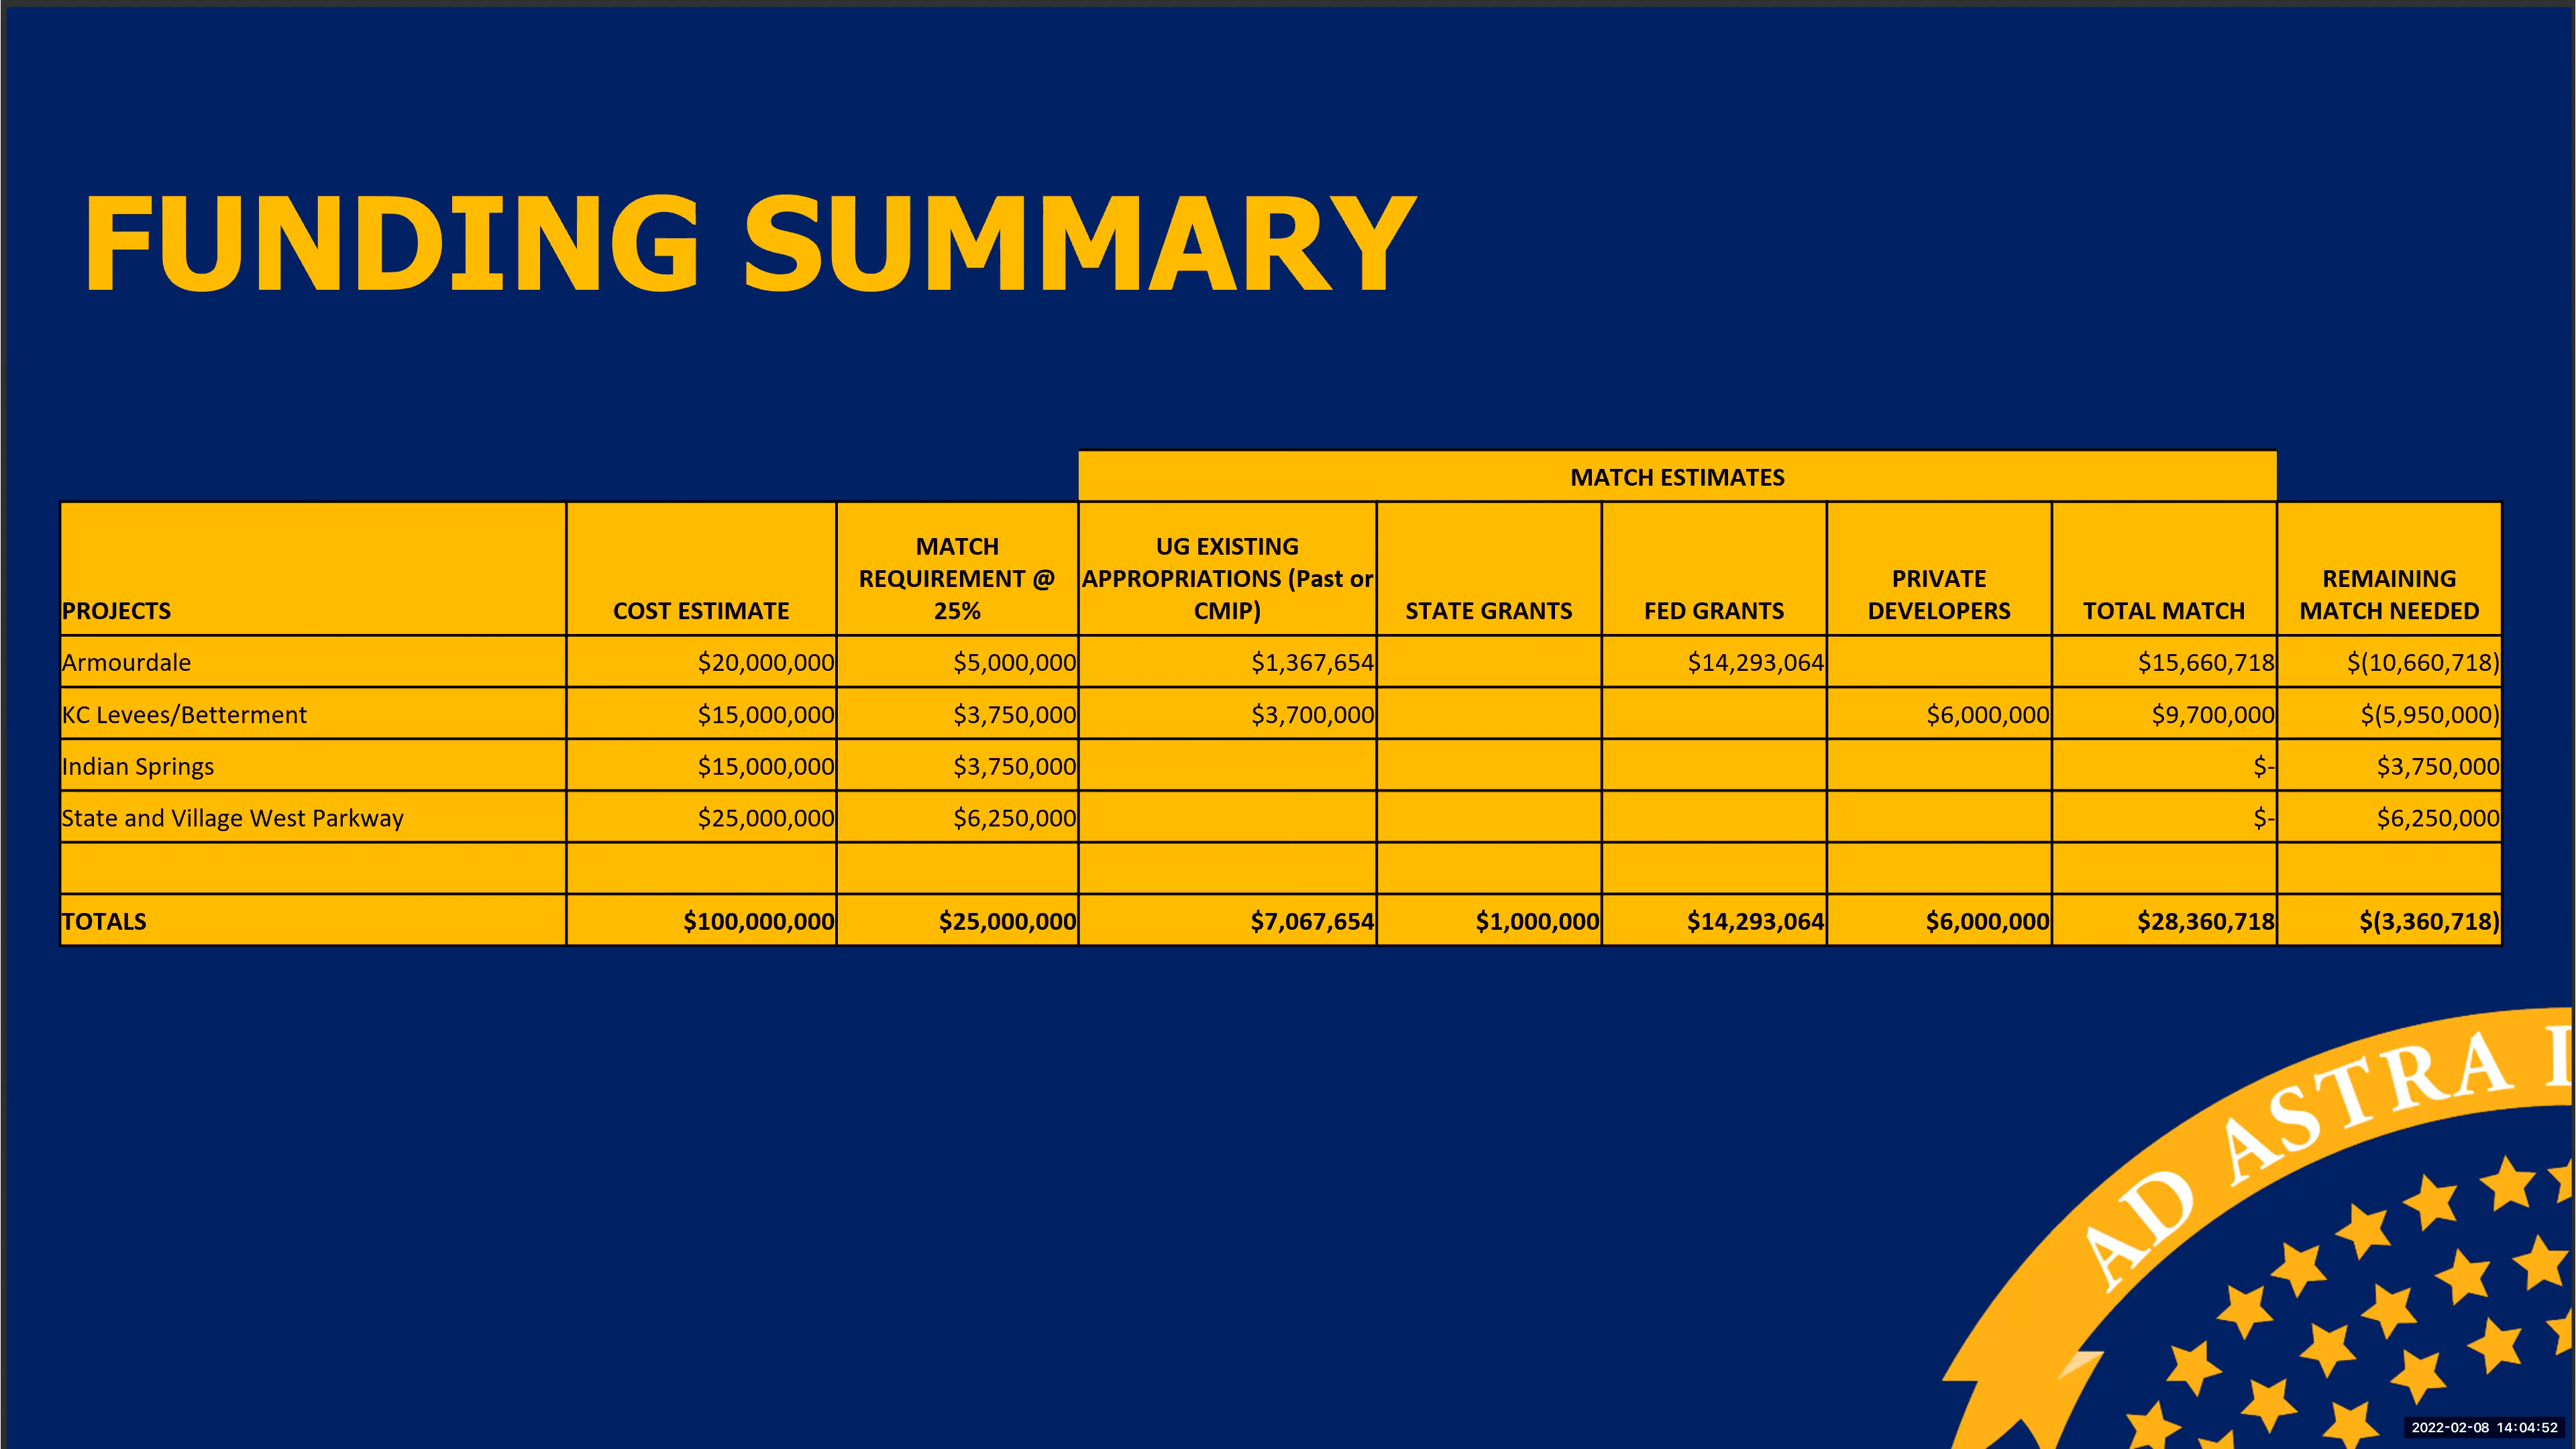 FUNDING SUMMARY
MATCH ESTIMATES
PROJECTS COST ESTIMATE MATCH REQUIREMENT @ 25% UG EXISTING APPROPRIATIONS (Past or CMIP) STATE GRANTS FED GRANTS PRIVATE DEVELOPERS TOTAL MATCH REMAINING MATCH NEEDED
Armourdale $20,000,000 $5,000,000 $1,367,654 $14,293,064 $15,660,718 $(10,660,718)
KC Levees/Betterment $15,000,000 $3,750,000 $3,700,000 $6,000,000 $9,700,000 $(5,950,000)
Indian Springs $15,000,000 $3,750,000 $- $3,750,000
State and Village West Parkway $25,000,000 $6,250,000 $- $6,250,000
TOTALS $100,000,000 $25,000,000 $7,067,654 $1,000,000 $14,293,064 $6,000,000 $28,360,718 $(3,360,718)
AD ASTRA
2022-02-08 14:04:52